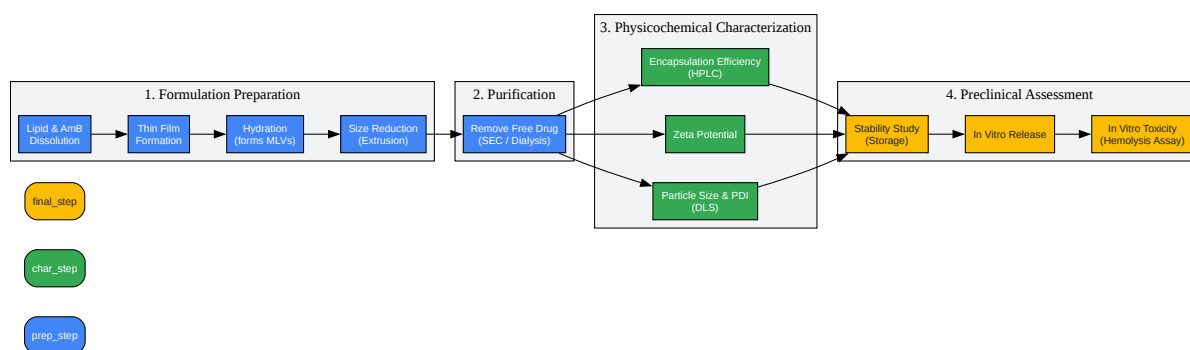 1. Formulation Preparation
Lipid & AmB
Dissolution
Thin Film
Formation
Hydration
(forms MLVs)
Size Reduction
(Extrusion)
2. Purification
Remove Free Drug
(SEC / Dialysis)
3. Physicochemical Characterization
Encapsulation Efficiency
(HPLC)
Zeta Potential
Particle Size & PDI
(DLS)
4. Preclinical Assessment
Stability Study
(Storage)
In Vitro Release
In Vitro Toxicity
(Hemolysis Assay)
final_step
char_step
prep_step